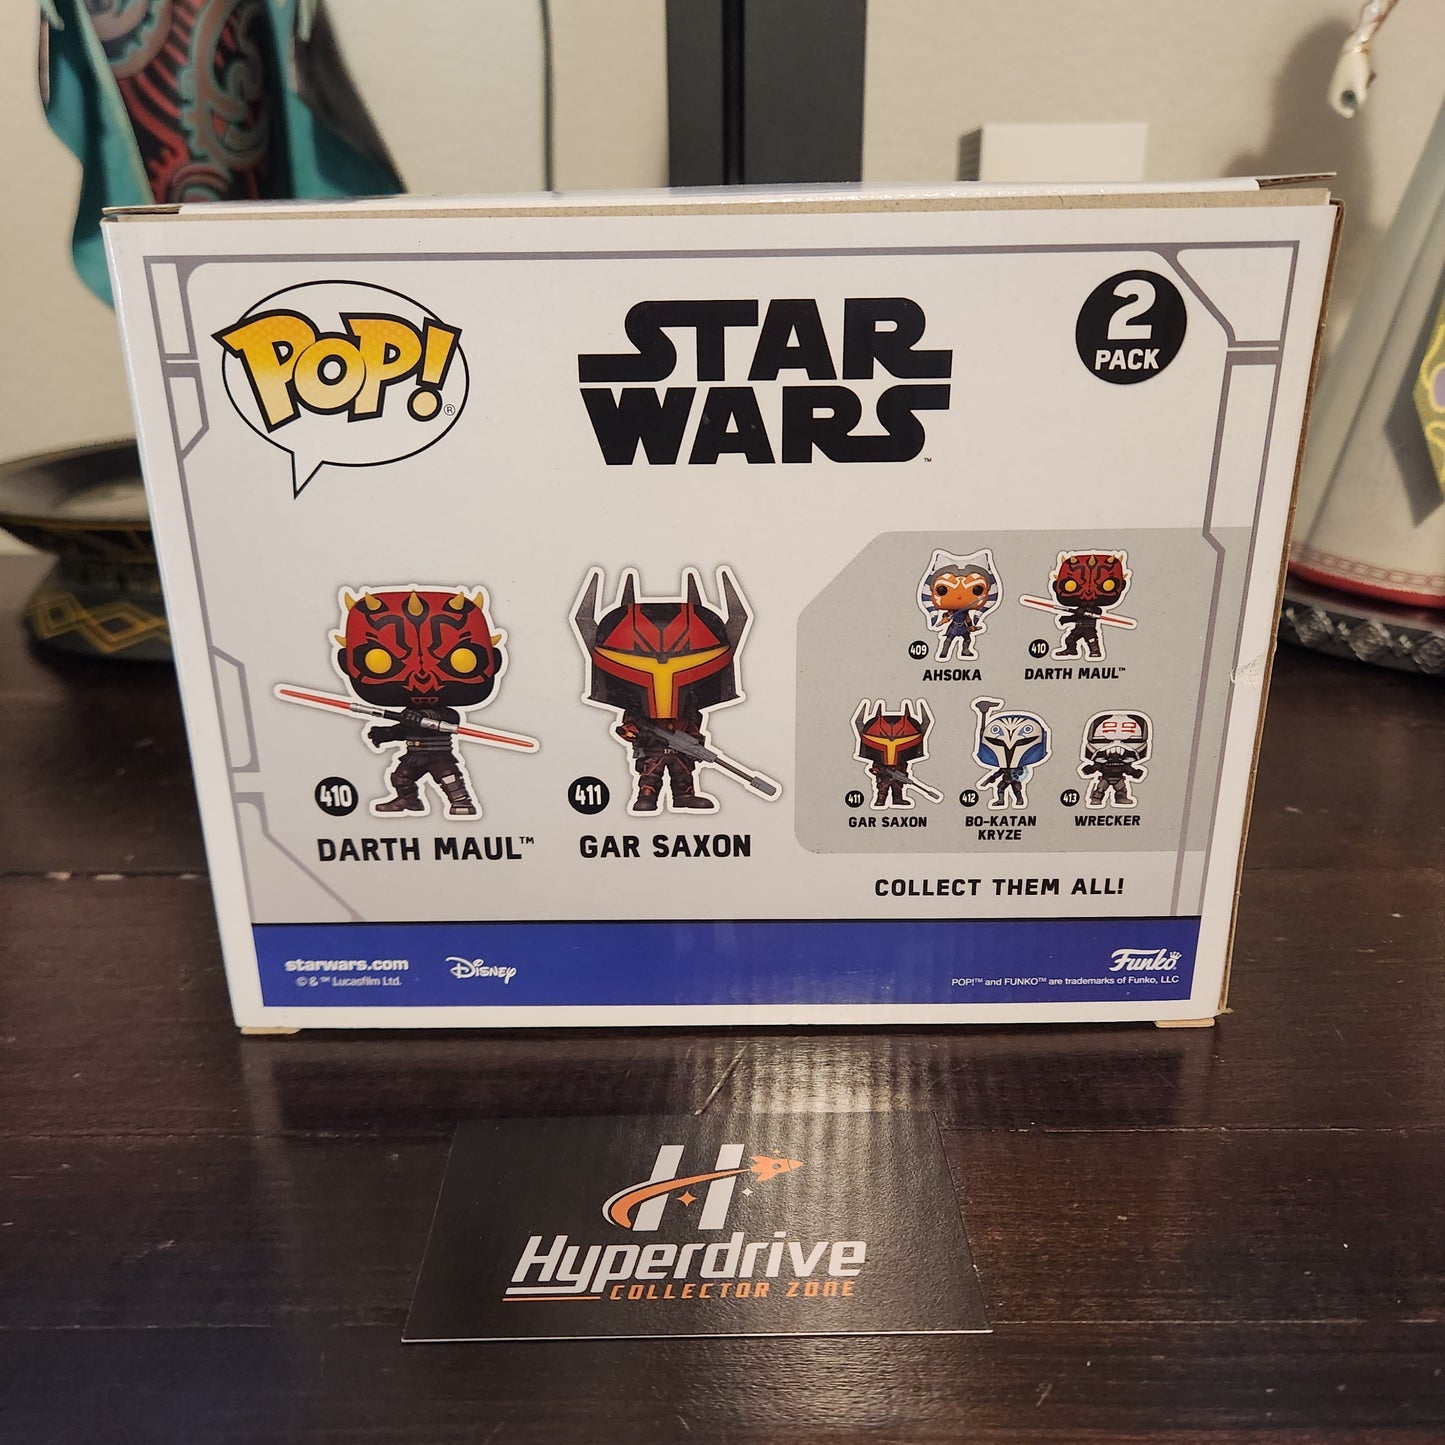 POP!®
STAR
WARS™
2
PACK
409
AHSOKA
410
DARTH MAUL™
411
GAR SAXON
412
BO-KATAN
KRYZE
413
WRECKER
410
DARTH MAUL™
411
GAR SAXON
COLLECT THEM ALL!
starwars.com
© & ™ Lucasfilm Ltd.
Disney
Funko
POP!™ and FUNKO™ are trademarks of Funko, LLC
H
Hyperdrive
COLLECTOR ZONE